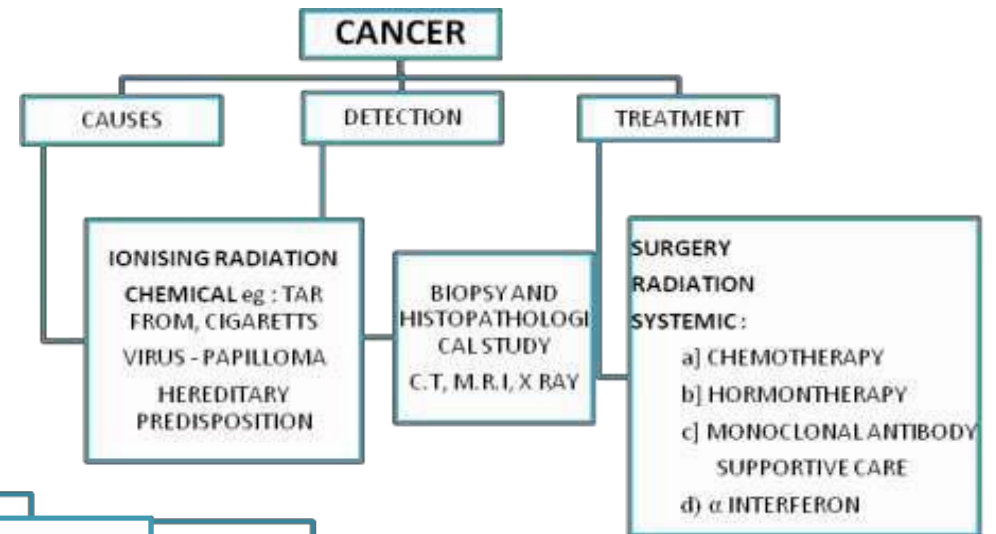 CANCER
CAUSES
DETECTION
TREATMENT
IONISING RADIATION
CHEMICAL eg : TAR
FROM, CIGARETTS
VIRUS - PAPILLOMA
HEREDITARY
PREDISPOSITION
BIOPSY AND
HISTOPATHOLOGI
CAL STUDY
C.T, M.R.I, X RAY
SURGERY
RADIATION
SYSTEMIC :
a] CHEMOTHERAPY
b] HORMONTHERAPY
c] MONOCLONAL ANTIBODY
SUPPORTIVE CARE
d) α INTERFERON